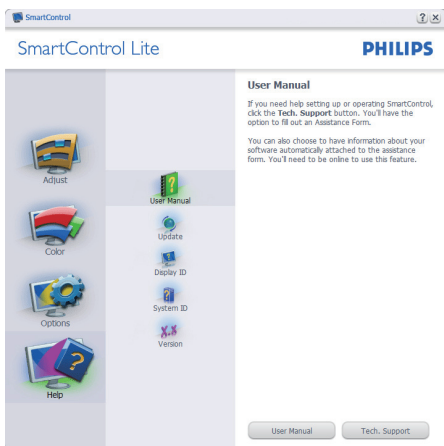 SmartControl
SmartControl Lite
PHILIPS
Adjust
Color
Options
Help
User Manual
Update
Display ID
System ID
X.X
Version
User Manual
If you need help setting up or operating SmartControl,
click the Tech. Support button. You'll have the
option to fill out an Assistance Form.
You can also choose to have information about your
software automatically attached to the assistance
form. You'll need to be online to use this feature.
User Manual
Tech. Support